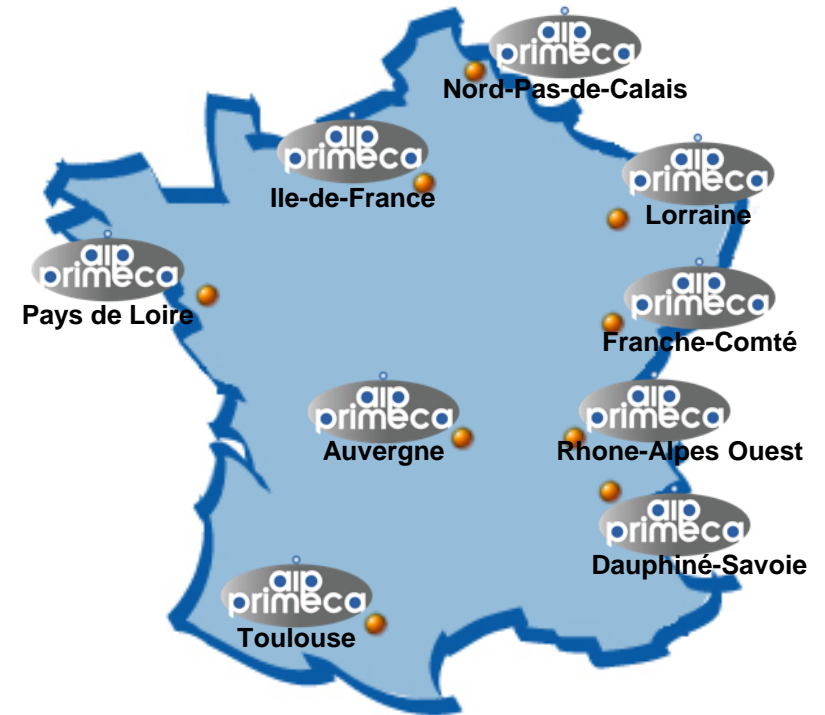 aip
primeca
Nord-Pas-de-Calais
aip
primeca
Ile-de-France
aip
primeca
Lorraine
aip
primeca
Pays de Loire
aip
primeca
Franche-Comté
aip
primeca
Auvergne
aip
primeca
Rhone-Alpes Ouest
aip
primeca
Dauphiné-Savoie
aip
primeca
Toulouse